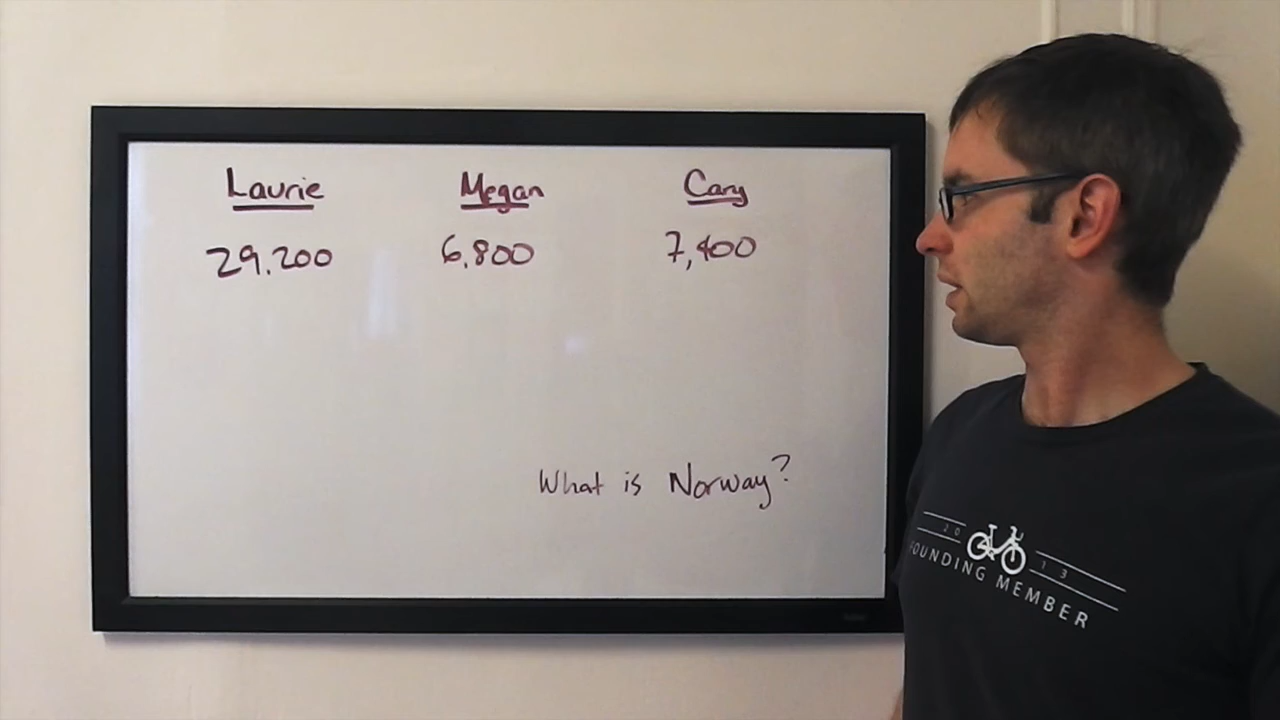 Laurie Megan Cary
29,200 6,800 7,400
What is Norway?
20 13
FOUNDING MEMBER